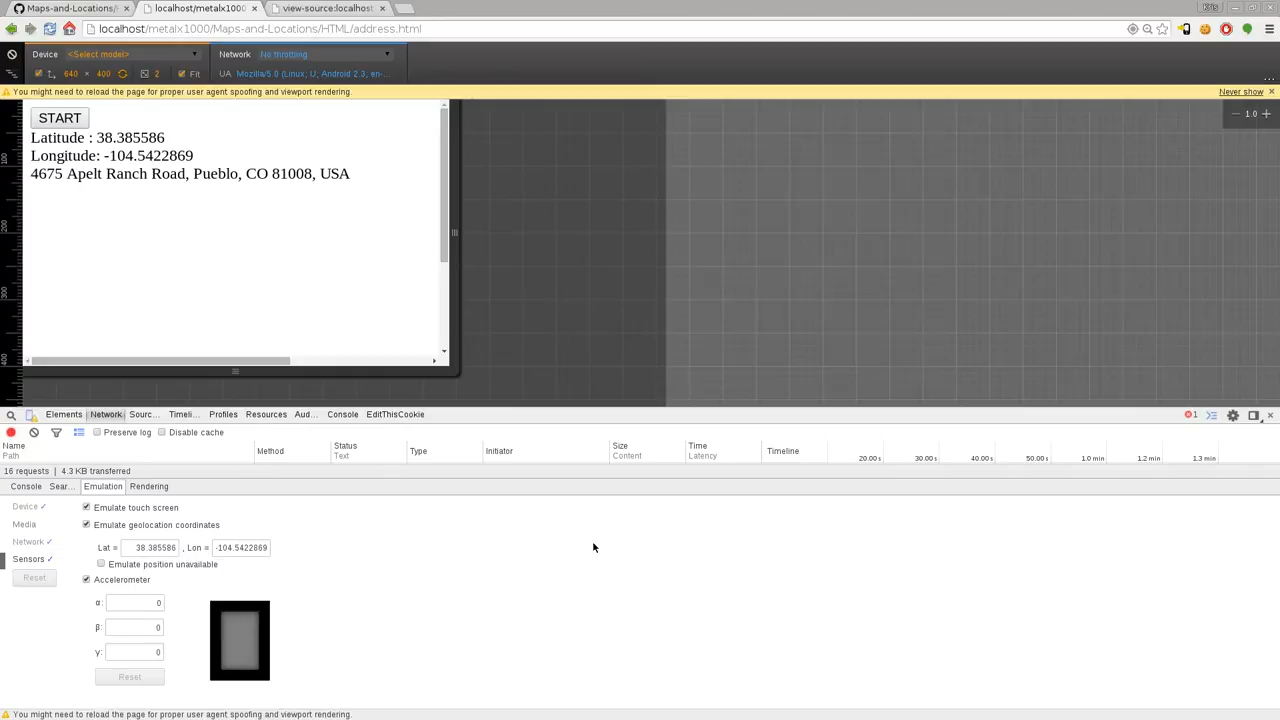 Maps-and-Locations/H
localhost/metalx1000
view-source:localhost
localhost/metalx1000/Maps-and-Locations/HTML/address.html
Device <Select model> Network No throttling
640 × 400 2 Fit UA Mozilla/5.0 (Linux; U; Android 2.3; en-...
You might need to reload the page for proper user agent spoofing and viewport rendering. Never show
START
1.0
Latitude : 38.385586
Longitude: -104.5422869
4675 Apelt Ranch Road, Pueblo, CO 81008, USA
100
200
300
400
Elements Network Sourc... Timeli... Profiles Resources Aud... Console EditThisCookie 1
Preserve log Disable cache
Name Path Method Status Text Type Initiator Size Content Time Latency Timeline 20.00 s 30.00 s 40.00 s 50.00 s 1.0 min 1.2 min 1.3 min
16 requests | 4.3 KB transferred
Console Sear... Emulation Rendering
Device ✓ Emulate touch screen
Media Emulate geolocation coordinates
Network ✓ Lat = 38.385586 , Lon = -104.5422869
Sensors ✓ Emulate position unavailable
Reset Accelerometer
α: 0
β: 0
γ: 0
Reset
You might need to reload the page for proper user agent spoofing and viewport rendering.